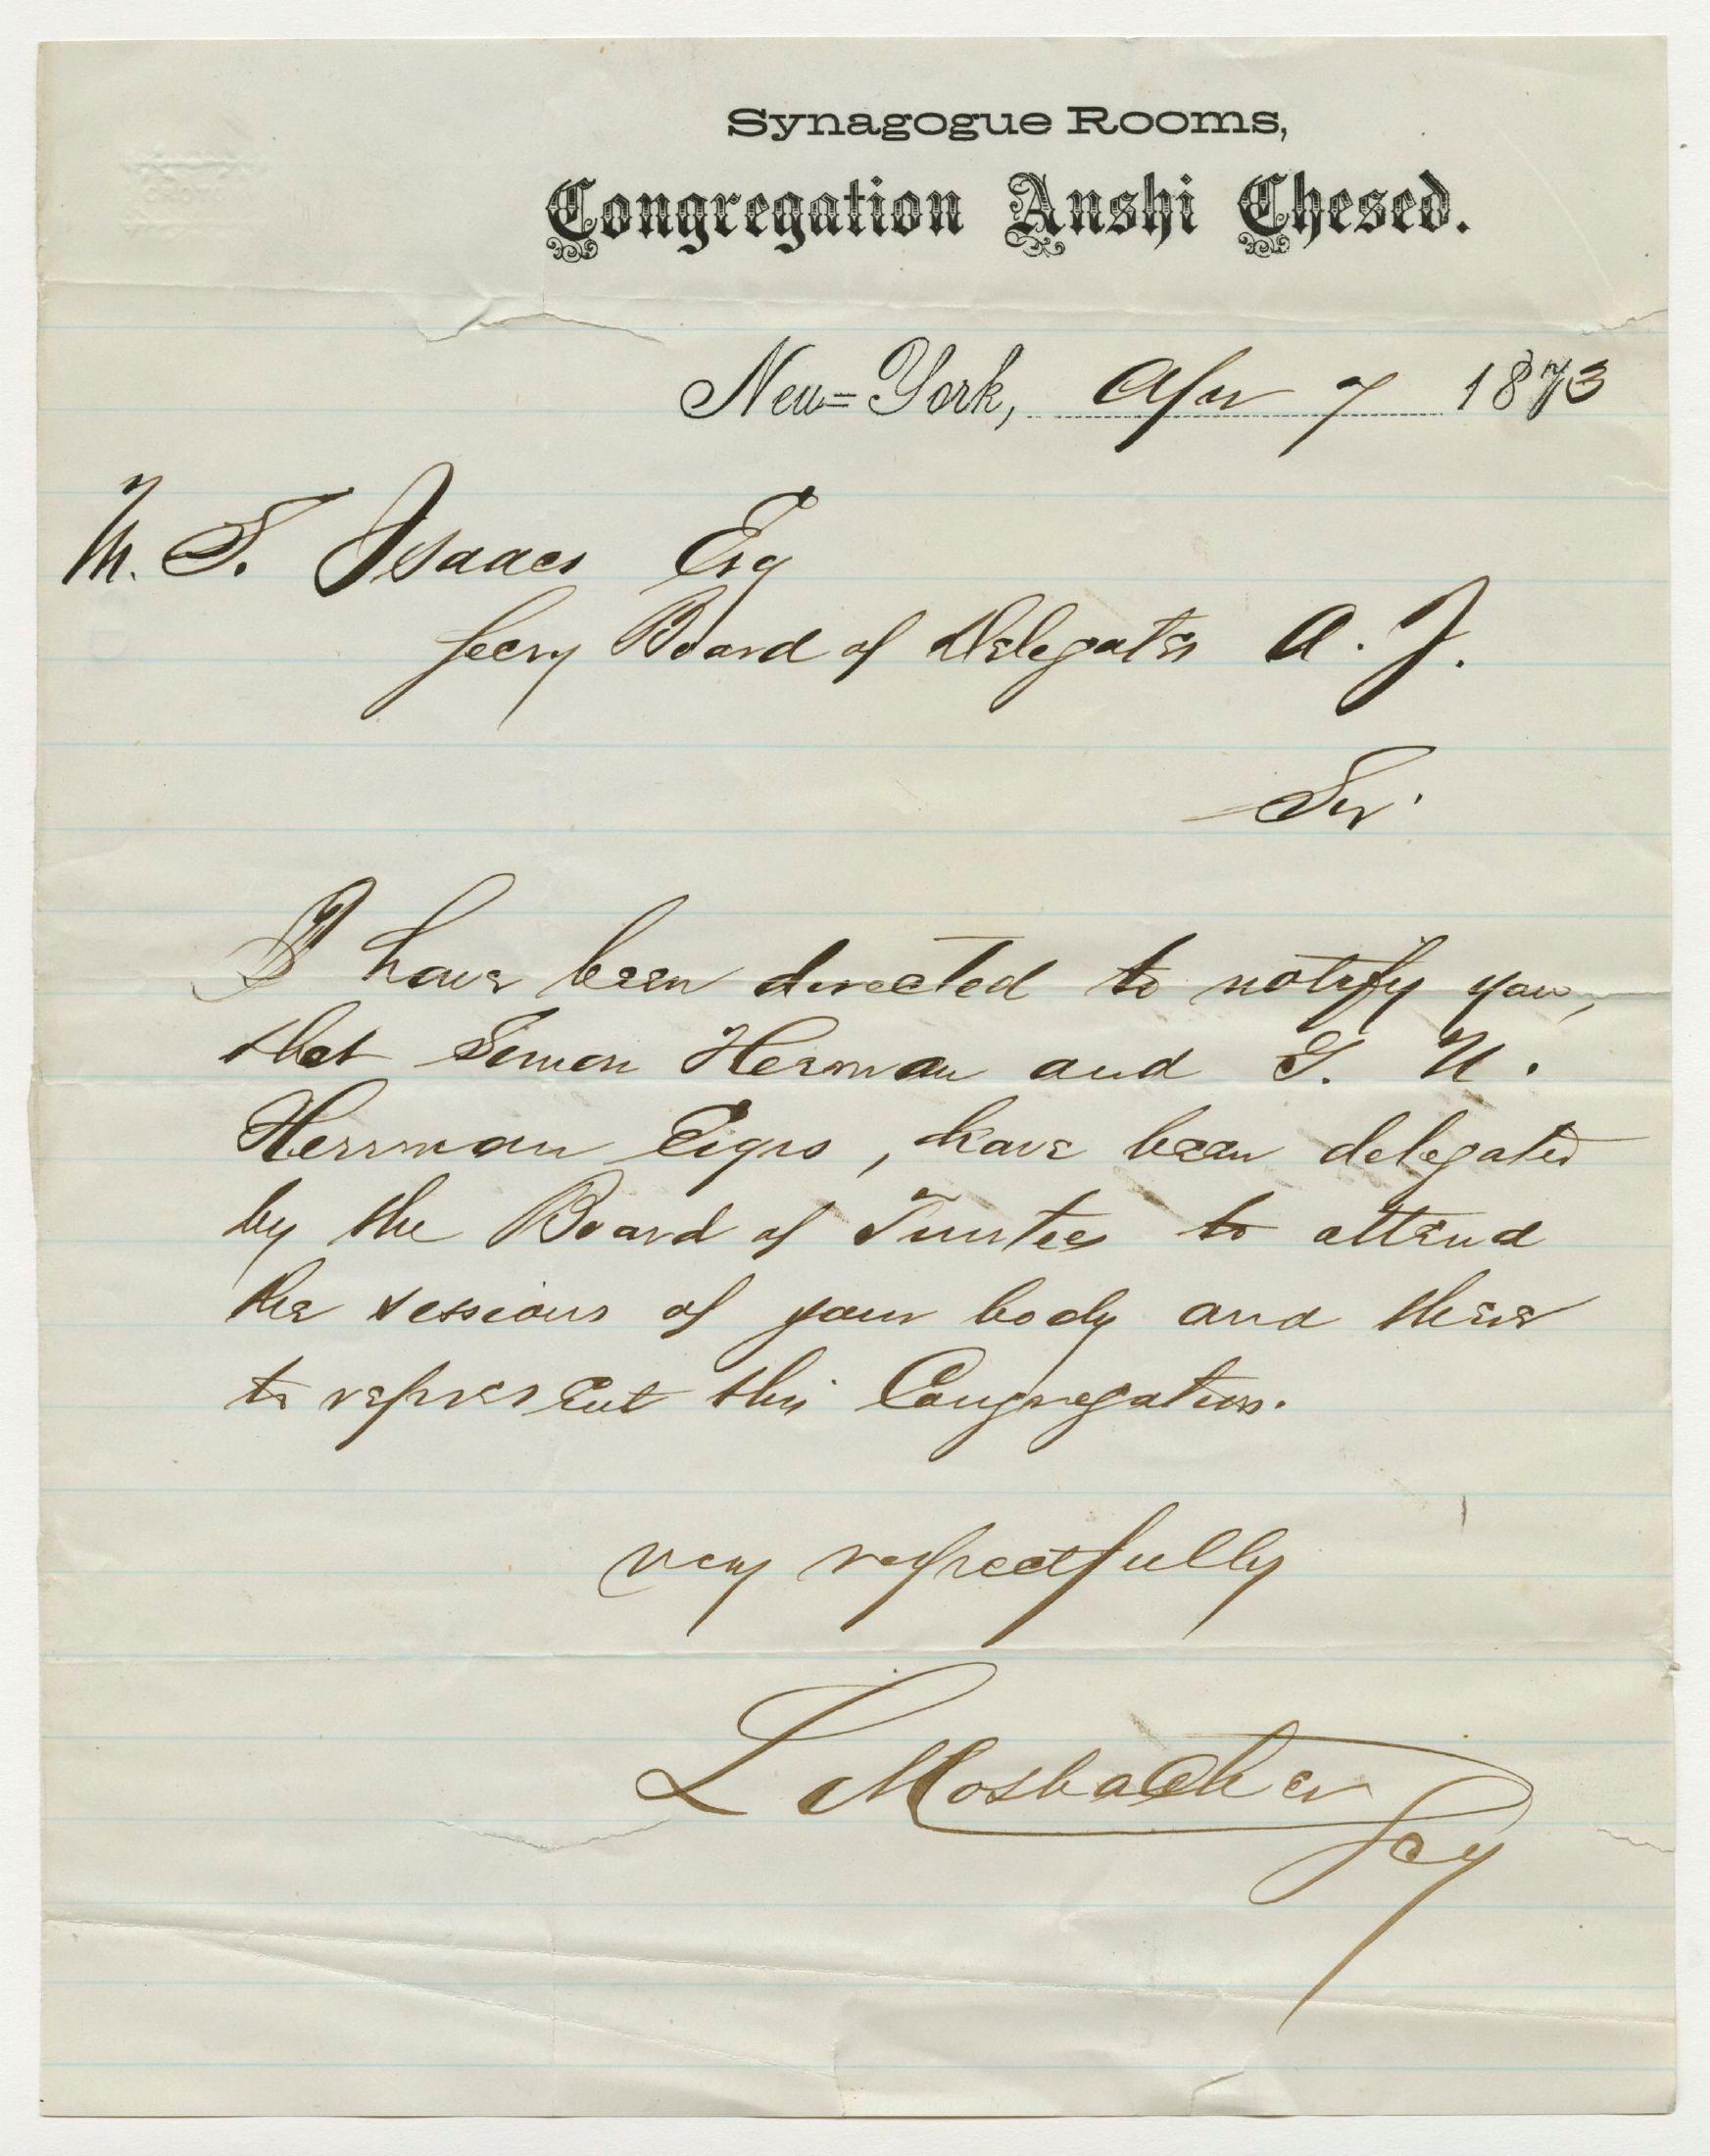 Synagogue Rooms,
Congregation Anshi Chesed.
New=York, Apr 7 1873
M. S. Isaacs Esq
Secry Board of Delegates A. J.
Sir
I have been directed to notify you,
that Simon Herman and
Herrman Esqrs, have been delegated
by the Board of Trustees to attend
the sessions of your body and there
to represent this Congregation.
very respectfully
L Mosbacher
Secy